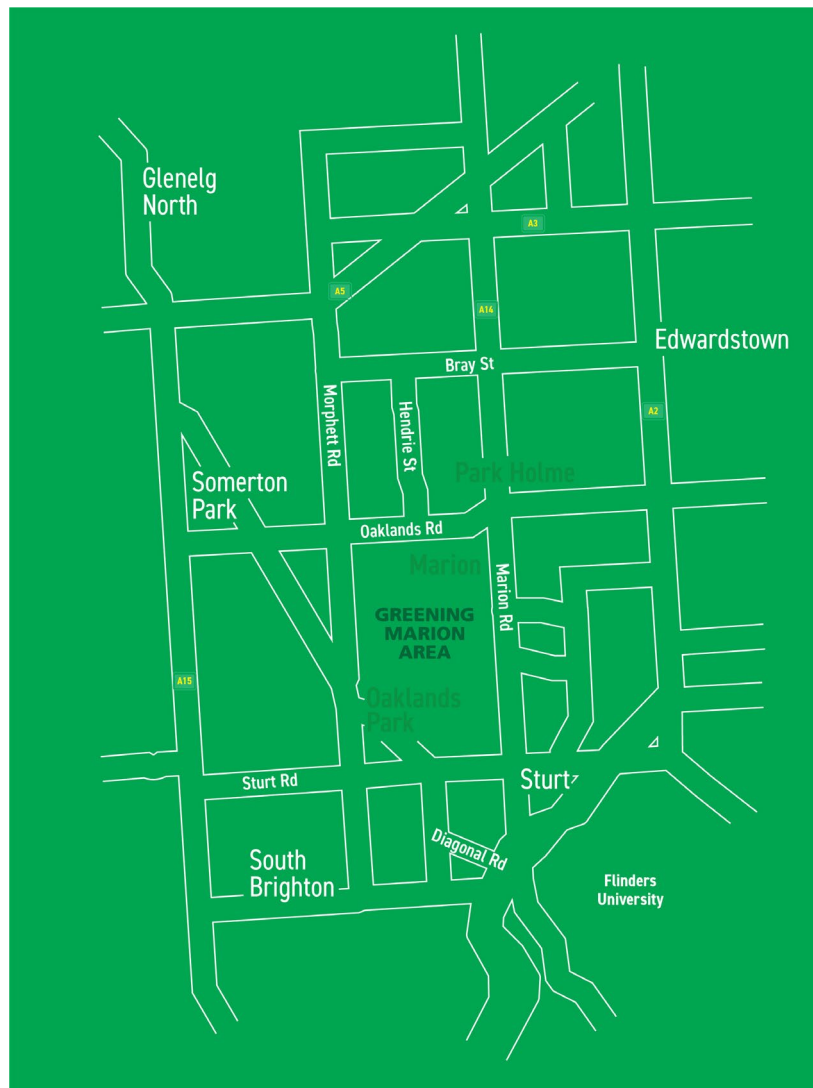 Glenelg
North
A3
A5
A14
Edwardstown
Bray St
A2
Morphett Rd
Hendrie St
Park Holme
Somerton
Park
Oaklands Rd
Marion
Marion Rd
GREENING
MARION
AREA
A15
Oaklands
Park
Sturt Rd
Sturt
Diagonal Rd
South
Brighton
Flinders
University